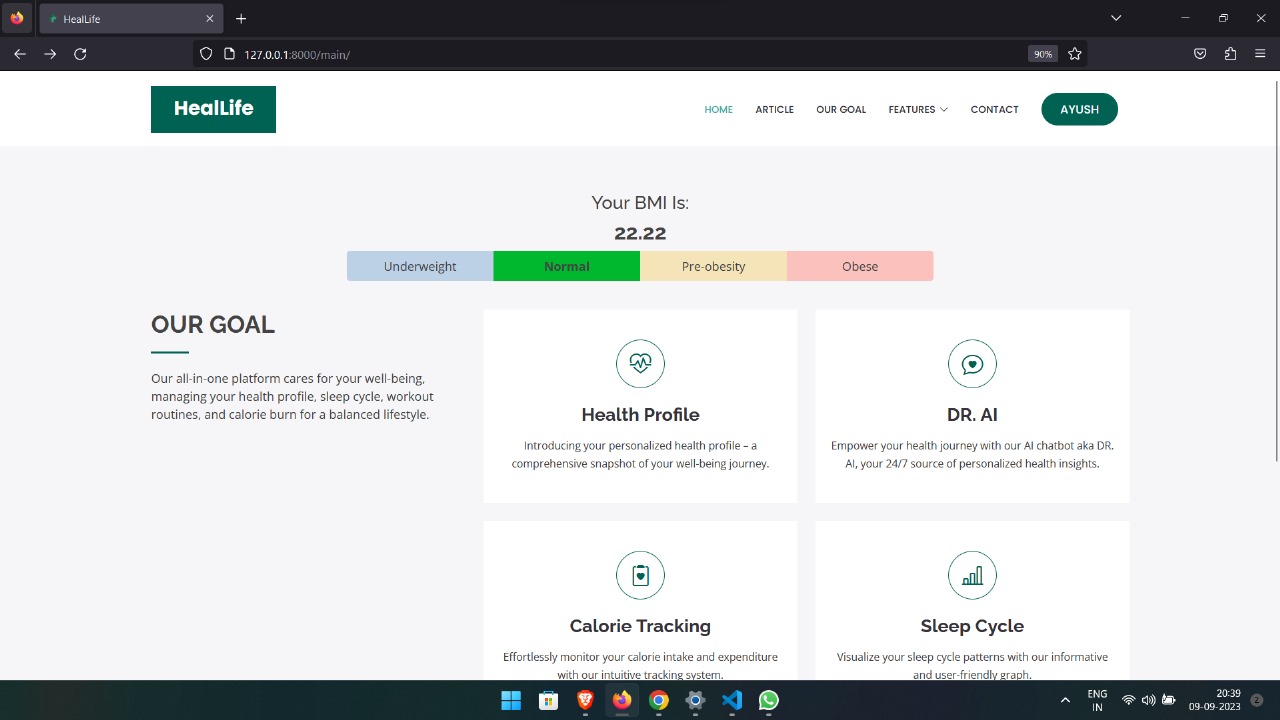 HealLife
127.0.0.1:8000/main/
90%
HealLife
HOME
ARTICLE
OUR GOAL
FEATURES
CONTACT
AYUSH
Your BMI Is:
22.22
Underweight
Normal
Pre-obesity
Obese
OUR GOAL
Our all-in-one platform cares for your well-being,
managing your health profile, sleep cycle, workout
routines, and calorie burn for a balanced lifestyle.
Health Profile
Introducing your personalized health profile – a
comprehensive snapshot of your well-being journey.
DR. AI
Empower your health journey with our AI chatbot aka DR.
AI, your 24/7 source of personalized health insights.
Calorie Tracking
Effortlessly monitor your calorie intake and expenditure
with our intuitive tracking system.
Sleep Cycle
Visualize your sleep cycle patterns with our informative
and user-friendly graph.
ENG
IN
20:39
09-09-2023
2